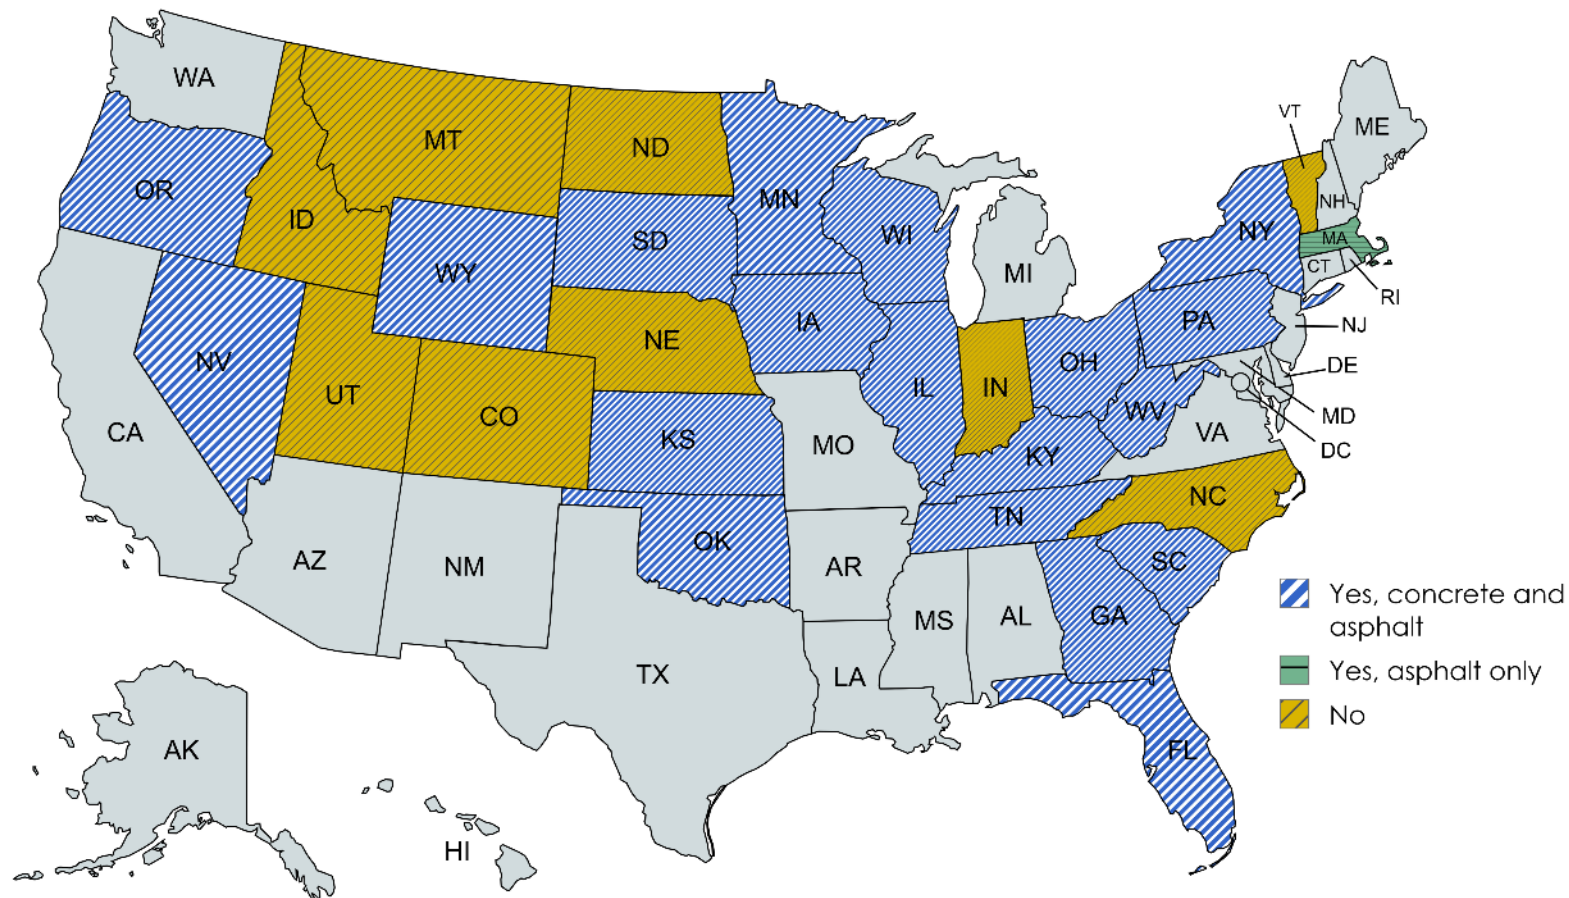 WA
MT
ND
MN
OR
ID
SD
WI
WY
MI
VT
ME
NH
NY
MA
CT
RI
NV
NE
IA
PA
NJ
UT
CO
IL
IN
OH
DE
CA
KS
MO
WV
MD
VA
DC
KY
AZ
NM
OK
AR
TN
NC
SC
TX
LA
MS
AL
GA
FL
AK
HI
Yes, concrete and
asphalt
Yes, asphalt only
No